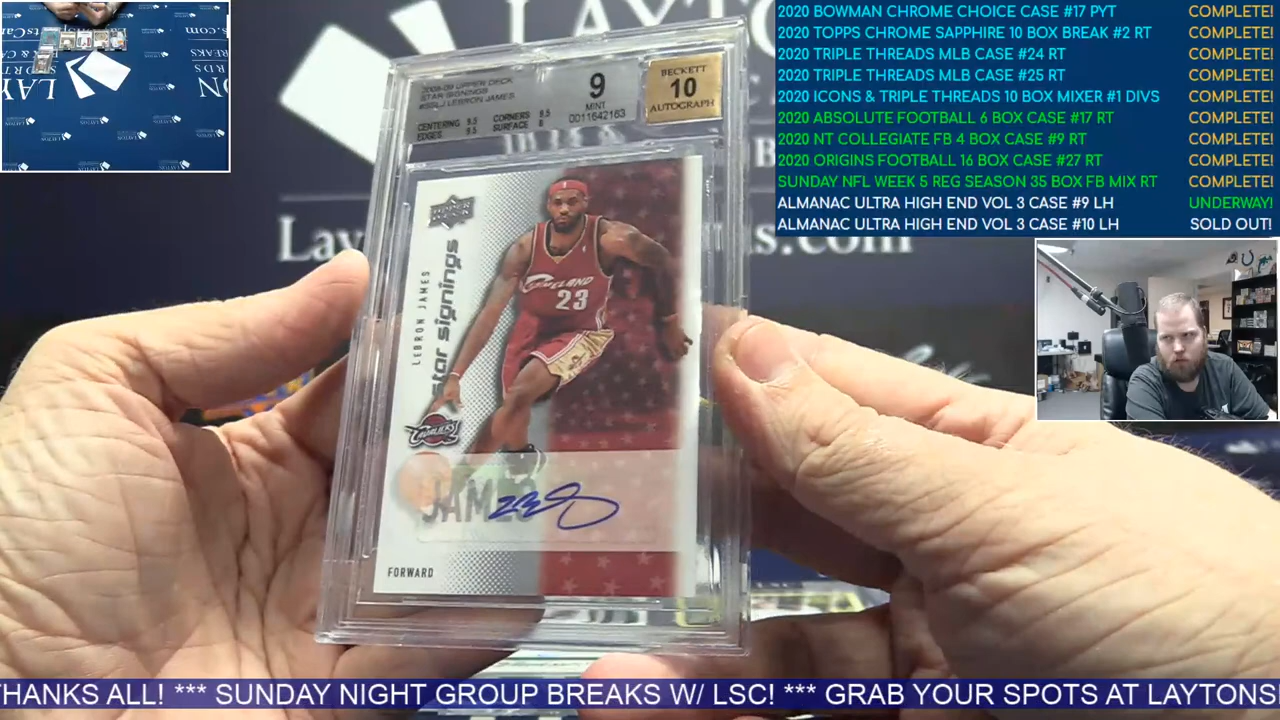 2020 BOWMAN CHROME CHOICE CASE #17 PYT COMPLETE!
2020 TOPPS CHROME SAPPHIRE 10 BOX BREAK #2 RT COMPLETE!
2020 TRIPLE THREADS MLB CASE #24 RT COMPLETE!
2020 TRIPLE THREADS MLB CASE #25 RT COMPLETE!
2020 ICONS & TRIPLE THREADS 10 BOX MIXER #1 DIVS COMPLETE!
2020 ABSOLUTE FOOTBALL 6 BOX CASE #17 RT COMPLETE!
2020 NT COLLEGIATE FB 4 BOX CASE #9 RT COMPLETE!
2020 ORIGINS FOOTBALL 16 BOX CASE #27 RT COMPLETE!
SUNDAY NFL WEEK 5 REG SEASON 35 BOX FB MIX RT COMPLETE!
ALMANAC ULTRA HIGH END VOL 3 CASE #9 LH UNDERWAY!
ALMANAC ULTRA HIGH END VOL 3 CASE #10 LH SOLD OUT!
2008-09 UPPER DECK
STAR SIGNINGS
LEBRON JAMES
CENTERING 9.5 CORNERS 9.5
EDGES 9.5 SURFACE 9
9
MINT
0011642163
BECKETT
10
AUTOGRAPH
UPPER DECK
LEBRON JAMES
star signings
CLEVELAND
23
CAVALIERS
JAMES
FORWARD
THANKS ALL! *** SUNDAY NIGHT GROUP BREAKS W/ LSC! *** GRAB YOUR SPOTS AT LAYTONS